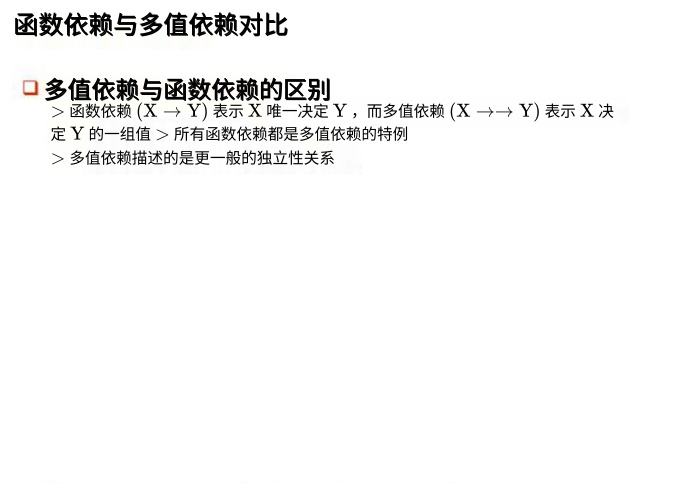 函数依赖与多值依赖对比
多值依赖与函数依赖的区别
> 函数依赖 (X → Y) 表示 X 唯一决定 Y ，而多值依赖 (X →→ Y) 表示 X 决
定 Y 的一组值 > 所有函数依赖都是多值依赖的特例
> 多值依赖描述的是更一般的独立性关系